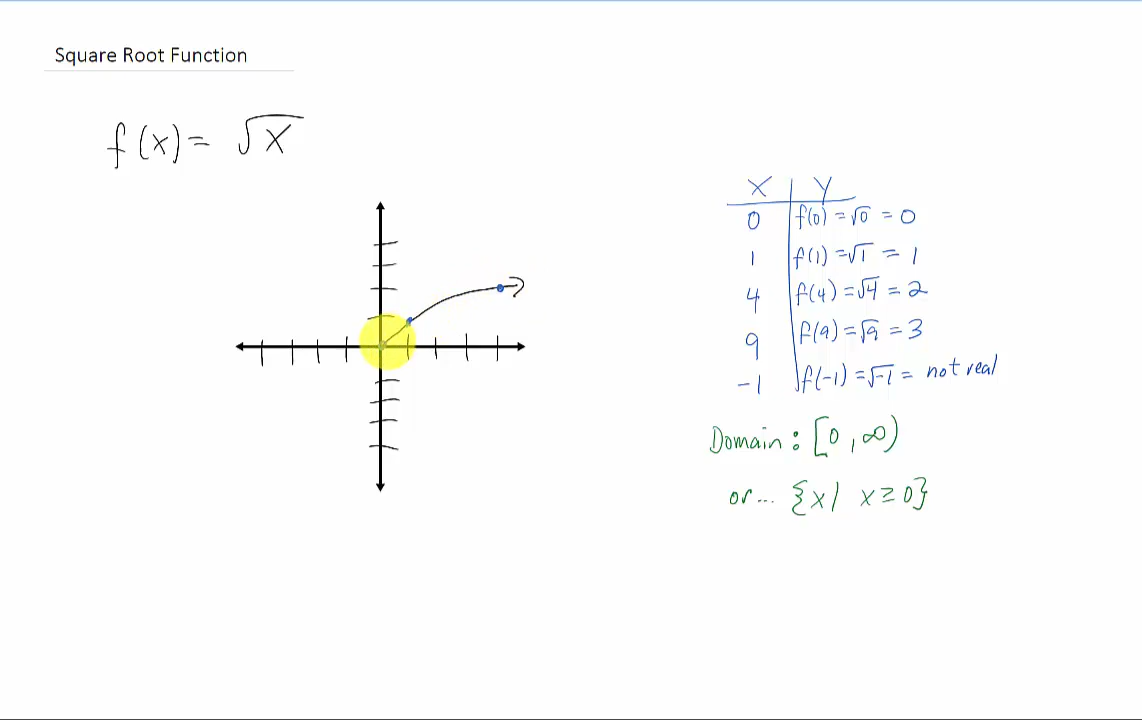 Square Root Function
f(x) = √x
X | Y
0 | f(0) = √0 = 0
1 | f(1) = √1 = 1
4 | f(4) = √4 = 2
9 | f(9) = √9 = 3
-1 | f(-1) = √-1 = not real
Domain : [0, ∞)
or... {x | x ≥ 0}